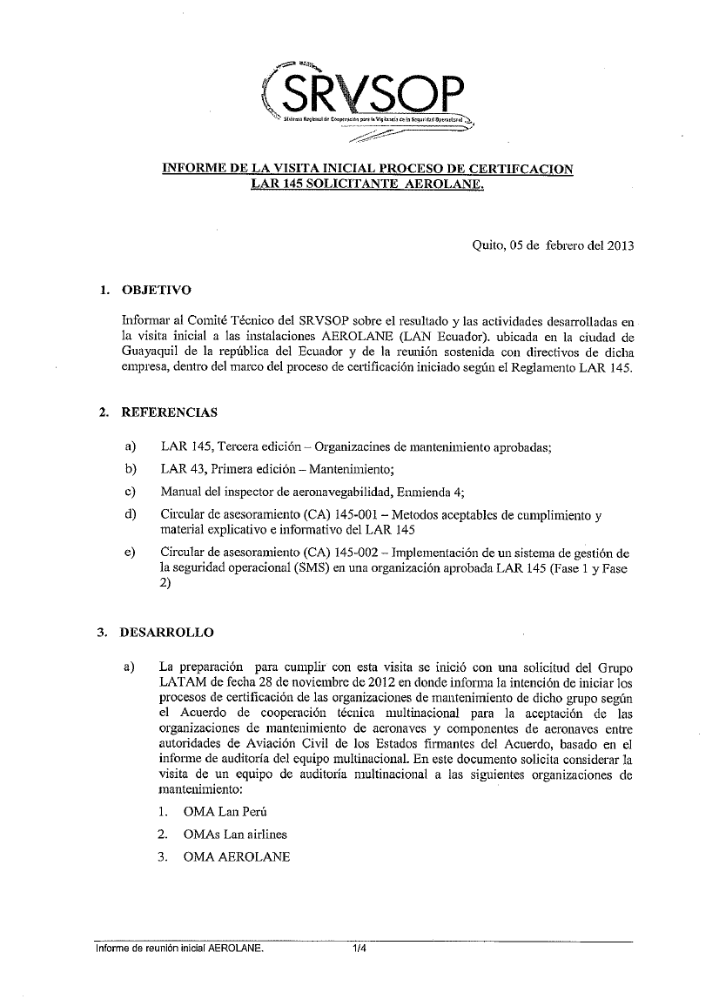 SRVSOP
Sistema Regional de Cooperación para la Vigilancia de la Seguridad Operacional
INFORME DE LA VISITA INICIAL PROCESO DE CERTIFCACION
LAR 145 SOLICITANTE AEROLANE.
Quito, 05 de febrero del 2013
1. OBJETIVO
Informar al Comité Técnico del SRVSOP sobre el resultado y las actividades desarrolladas en
la visita inicial a las instalaciones AEROLANE (LAN Ecuador). ubicada en la ciudad de
Guayaquil de la república del Ecuador y de la reunión sostenida con directivos de dicha
empresa, dentro del marco del proceso de certificación iniciado según el Reglamento LAR 145.
2. REFERENCIAS
a) LAR 145, Tercera edición – Organizacines de mantenimiento aprobadas;
b) LAR 43, Primera edición – Mantenimiento;
c) Manual del inspector de aeronavegabilidad, Enmienda 4;
d) Circular de asesoramiento (CA) 145-001 – Metodos aceptables de cumplimiento y
material explicativo e informativo del LAR 145
e) Circular de asesoramiento (CA) 145-002 – Implementación de un sistema de gestión de
la seguridad operacional (SMS) en una organización aprobada LAR 145 (Fase 1 y Fase
2)
3. DESARROLLO
a) La preparación para cumplir con esta visita se inició con una solicitud del Grupo
LATAM de fecha 28 de noviembre de 2012 en donde informa la intención de iniciar los
procesos de certificación de las organizaciones de mantenimiento de dicho grupo según
el Acuerdo de cooperación técnica multinacional para la aceptación de las
organizaciones de mantenimiento de aeronaves y componentes de aeronaves entre
autoridades de Aviación Civil de los Estados firmantes del Acuerdo, basado en el
informe de auditoría del equipo multinacional. En este documento solicita considerar la
visita de un equipo de auditoría multinacional a las siguientes organizaciones de
mantenimiento:
1. OMA Lan Perú
2. OMAs Lan airlines
3. OMA AEROLANE
Informe de reunión inicial AEROLANE. 1/4